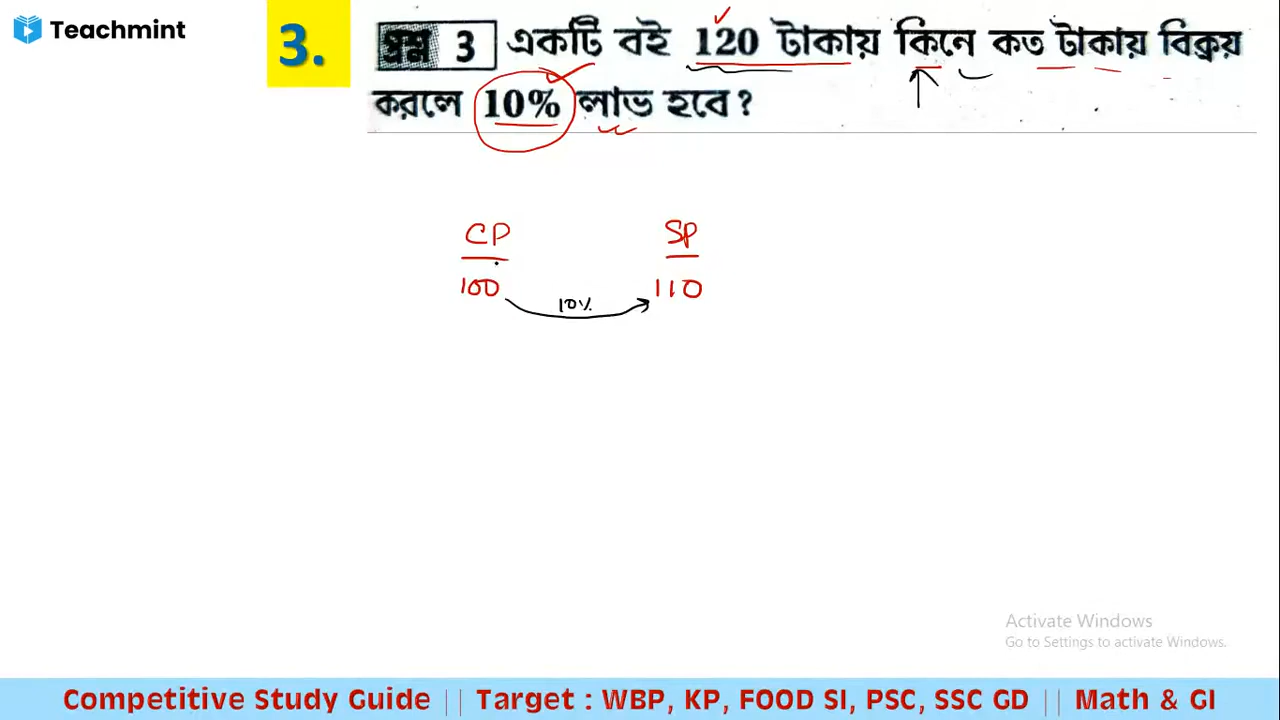 Teachmint
3.
প্রশ্ন 3 একটি বই 120 টাকায় কিনে কত টাকায় বিক্রয়
করলে 10% লাভ হবে?
CP SP
100 10% 110
Activate Windows
Go to Settings to activate Windows.
Competitive Study Guide || Target : WBP, KP, FOOD SI, PSC, SSC GD || Math & GI